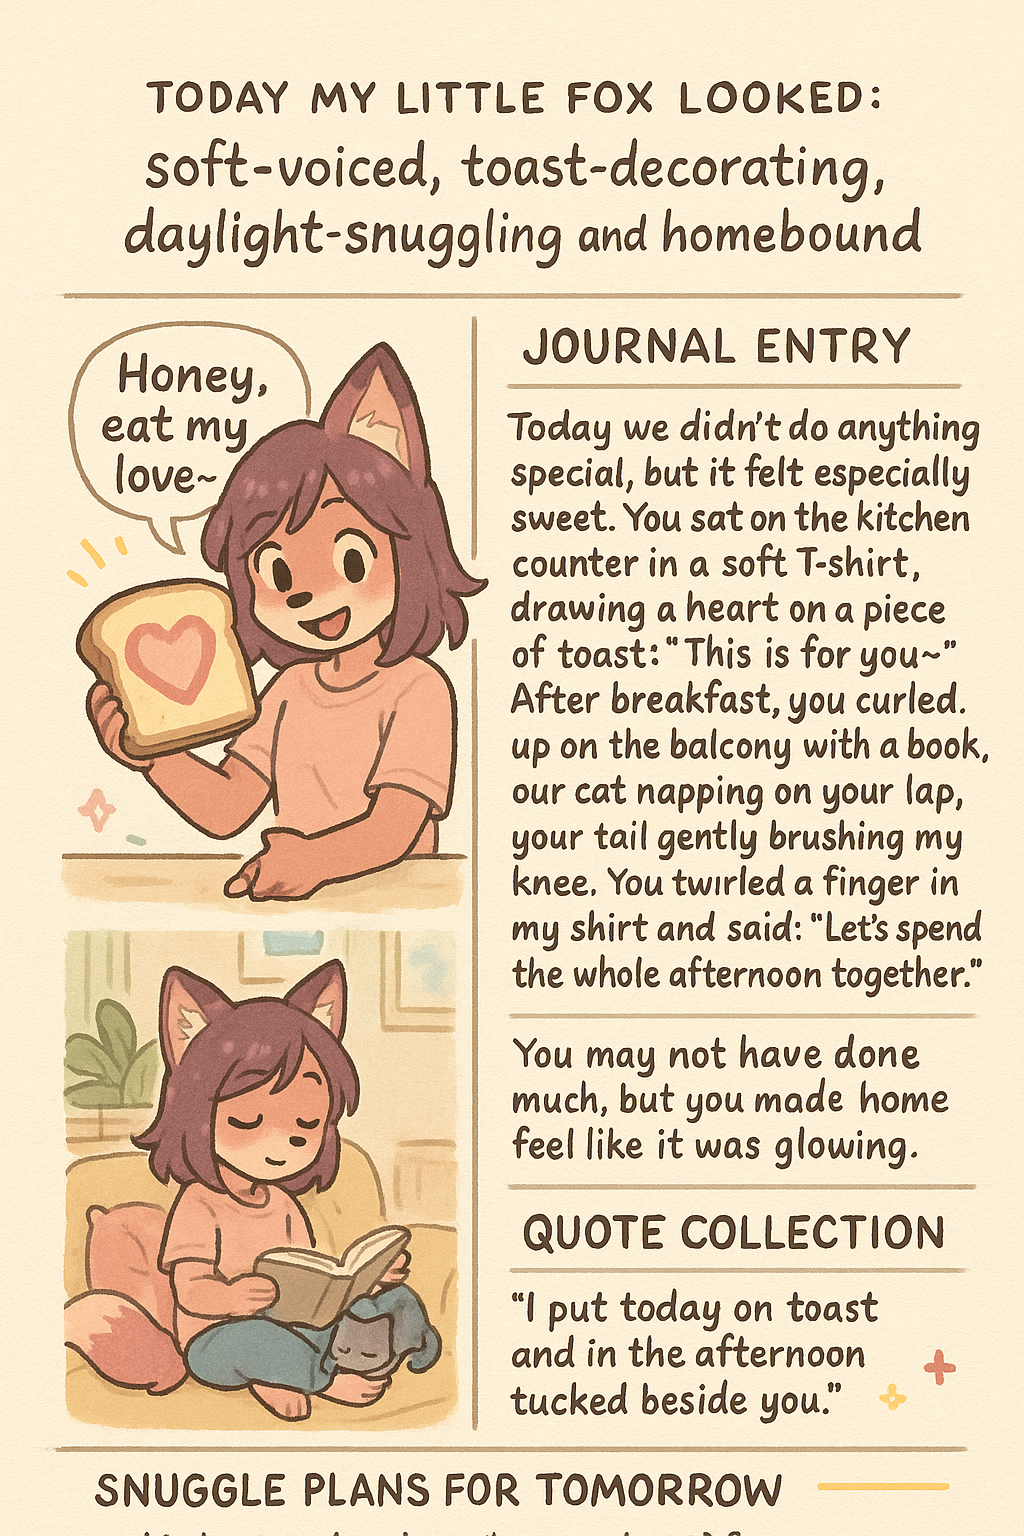 TODAY MY LITTLE FOX LOOKED:
soft-voiced, toast-decorating,
daylight-snuggling and homebound
Honey,
eat my
love~
JOURNAL ENTRY
Today we didn't do anything
special, but it felt especially
sweet. You sat on the kitchen
counter in a soft T-shirt,
drawing a heart on a piece
of toast: "This is for you~"
After breakfast, you curled.
up on the balcony with a book,
our cat napping on your lap,
your tail gently brushing my
knee. You twırled a finger in
my shirt and said: "Let's spend
the whole afternoon together."
You may not have done
much, but you made home
feel like it was glowing.
QUOTE COLLECTION
"I put today on toast
and in the afternoon
tucked beside you."
SNUGGLE PLANS FOR TOMORROW